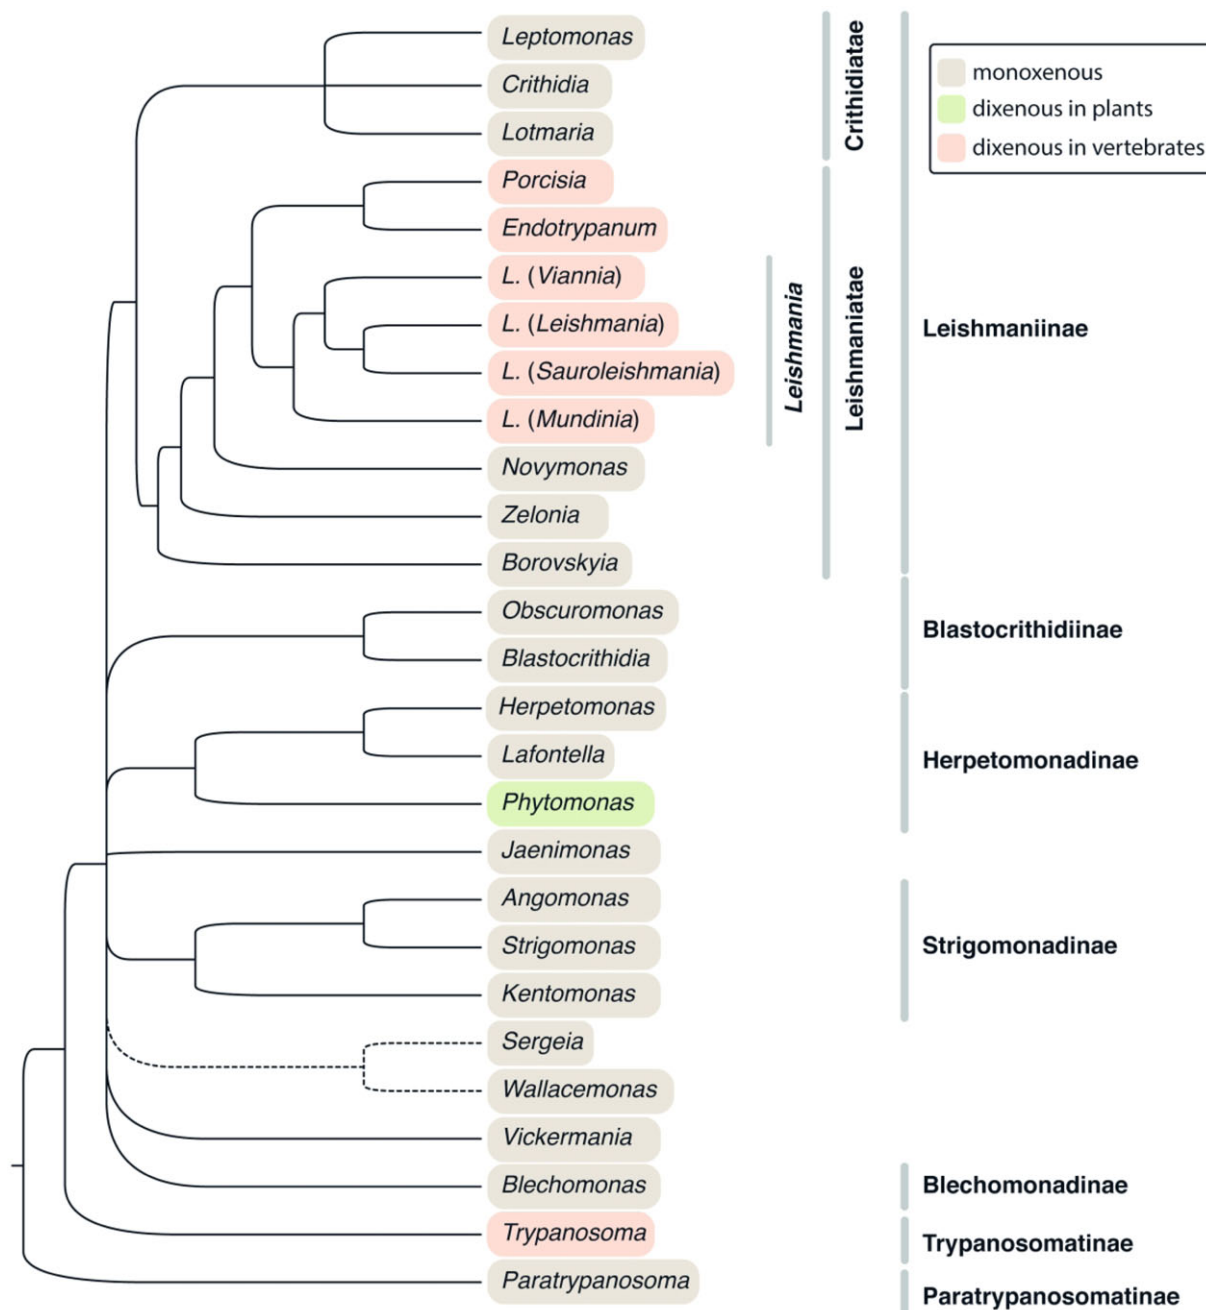 Leptomonas
Crithidia
Lotmaria
Porcisia
Endotrypanum
L. (Viannia)
L. (Leishmania)
L. (Sauroleishmania)
L. (Mundinia)
Novymonas
Zelonia
Borovskyia
Obscuromonas
Blastocrithidia
Herpetomonas
Lafontella
Phytomonas
Jaenimonas
Angomonas
Strigomonas
Kentomonas
Sergeia
Wallacemonas
Vickermania
Blechomonas
Trypanosoma
Paratrypanosoma
Leishmania
Crithidiatae
Leishmaniatae
monoxenous
dixenous in plants
dixenous in vertebrates
Leishmaniinae
Blastocrithidiinae
Herpetomonadinae
Strigomonadinae
Blechomonadinae
Trypanosomatinae
Paratrypanosomatinae